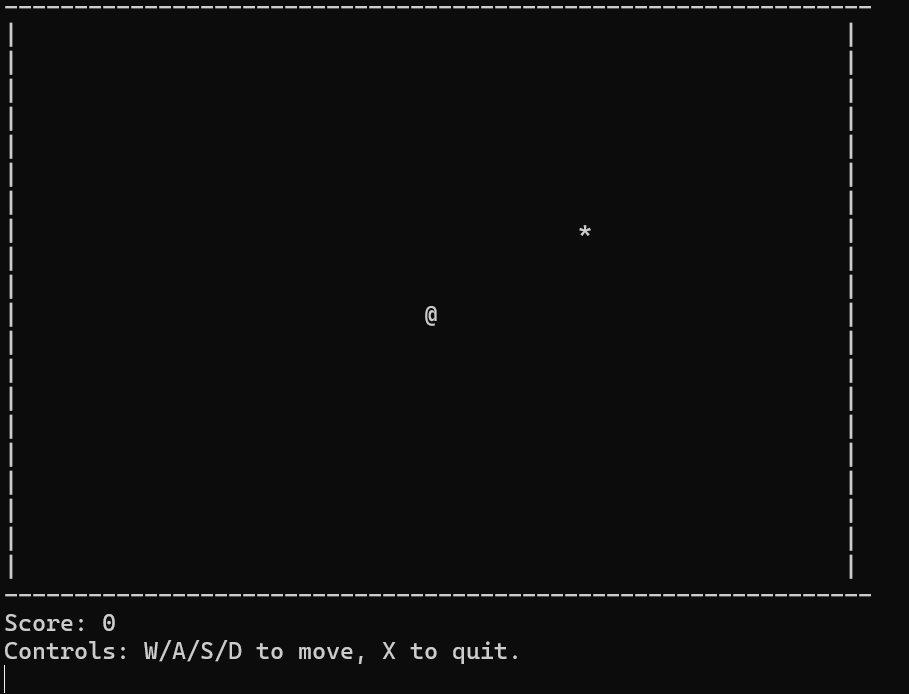 *
@
Score: 0
Controls: W/A/S/D to move, X to quit.